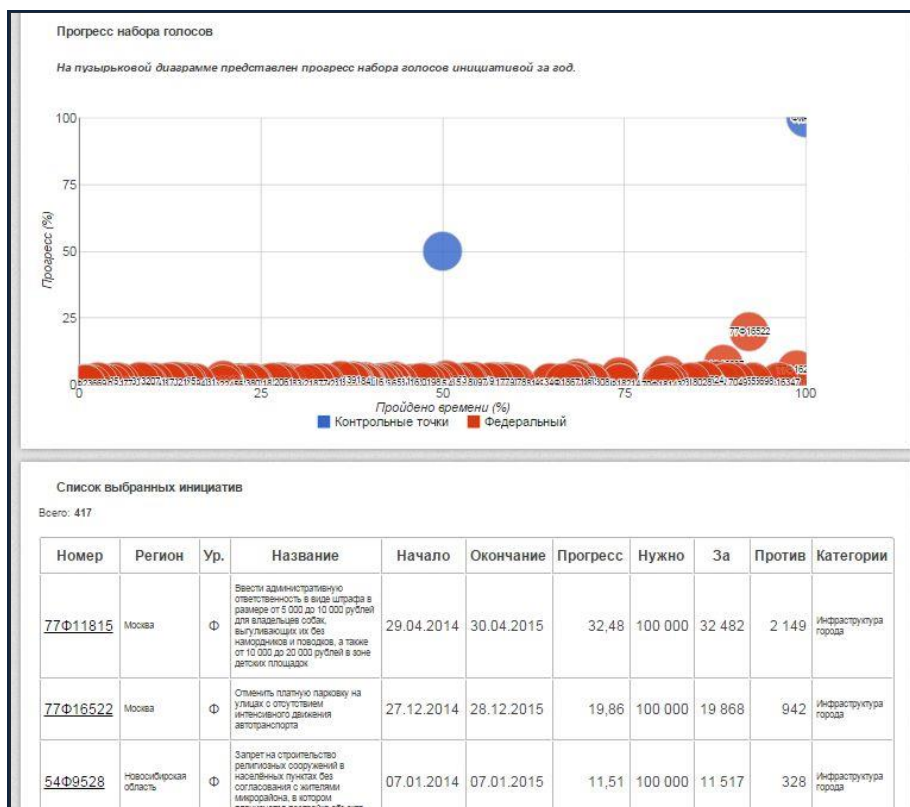 Прогресс набора голосов
На пузырьковой диаграмме представлен прогресс набора голосов инициативой за год.
100
75
50
25
0
Прогресс (%)
77Ф16522
25
50
75
100
Пройдено времени (%)
Контрольные точки
Федеральный
Список выбранных инициатив
Всего: 417
Номер Регион Ур. Название Начало Окончание Прогресс Нужно За Против Категории
Ввести административную
ответственность в виде штрафа в
размере от 5 000 до 10 000 рублей
для владельцев собак,
выгуливающих их без
намордников и поводков, а также
от 10 000 до 20 000 рублей в зоне
детских площадок
77Ф11815 Москва Ф 29.04.2014 30.04.2015 32,48 100 000 32 482 2 149 Инфраструктура
города
Отменить платную парковку на
улицах с отсутствием
интенсивного движения
автотранспорта
77Ф16522 Москва Ф 27.12.2014 28.12.2015 19,86 100 000 19 868 942 Инфраструктура
города
Запрет на строительство
религиозных сооружений в
населённых пунктах без
согласования с жителями
микрорайона, в котором
54Ф9528 Новосибирская
область Ф 07.01.2014 07.01.2015 11,51 100 000 11 517 328 Инфраструктура
города